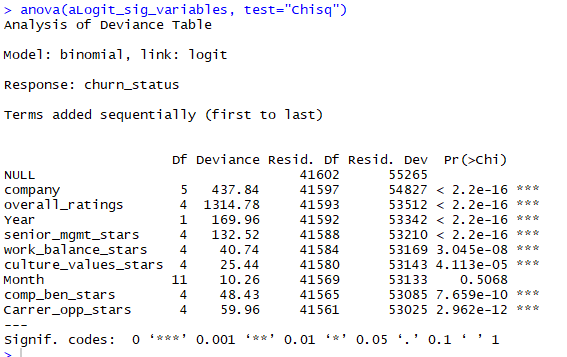 > anova(aLogit_sig_variables, test="Chisq")
Analysis of Deviance Table
Model: binomial, link: logit
Response: churn_status
Terms added sequentially (first to last)
Df Deviance Resid. Df Resid. Dev Pr(>Chi)
NULL 41602 55265
company 5 437.84 41597 54827 < 2.2e-16 ***
overall_ratings 4 1314.78 41593 53512 < 2.2e-16 ***
Year 1 169.96 41592 53342 < 2.2e-16 ***
senior_mgmt_stars 4 132.52 41588 53210 < 2.2e-16 ***
work_balance_stars 4 40.74 41584 53169 3.045e-08 ***
culture_values_stars 4 25.44 41580 53143 4.113e-05 ***
Month 11 10.26 41569 53133 0.5068
comp_ben_stars 4 48.43 41565 53085 7.659e-10 ***
Carrer_opp_stars 4 59.96 41561 53025 2.962e-12 ***
---
Signif. codes: 0 ‘***’ 0.001 ‘**’ 0.01 ‘*’ 0.05 ‘.’ 0.1 ‘ ’ 1
>